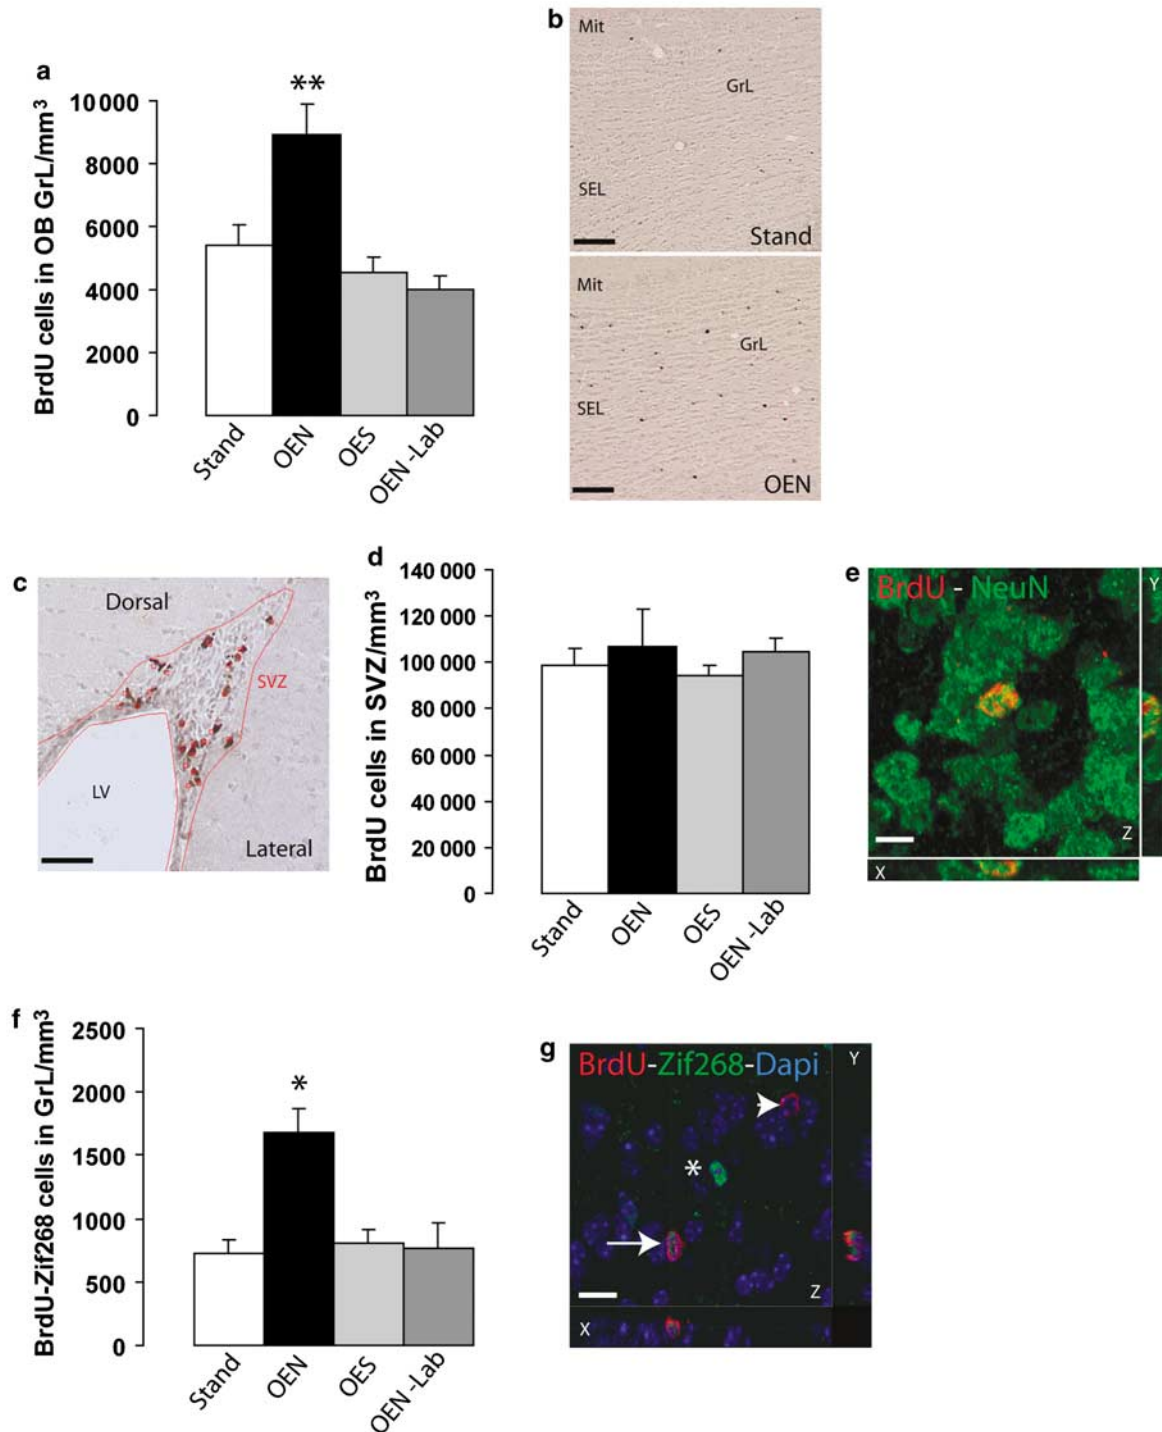 a
**
BrdU cells in OB GrL/mm³
10 000
8000
6000
4000
2000
0
Stand
OEN
OES
OEN -Lab
b
Mit
GrL
SEL
Stand
Mit
GrL
SEL
OEN
c
Dorsal
SVZ
LV
Lateral
d
BrdU cells in SVZ/mm³
140 000
120 000
100 000
80 000
60 000
40 000
20 000
0
Stand
OEN
OES
OEN -Lab
e
BrdU - NeuN
Y
Z
X
f
*
BrdU-Zif268 cells in GrL/mm³
2500
2000
1500
1000
500
0
Stand
OEN
OES
OEN -Lab
g
BrdU-Zif268-Dapi
Y
*
Z
X